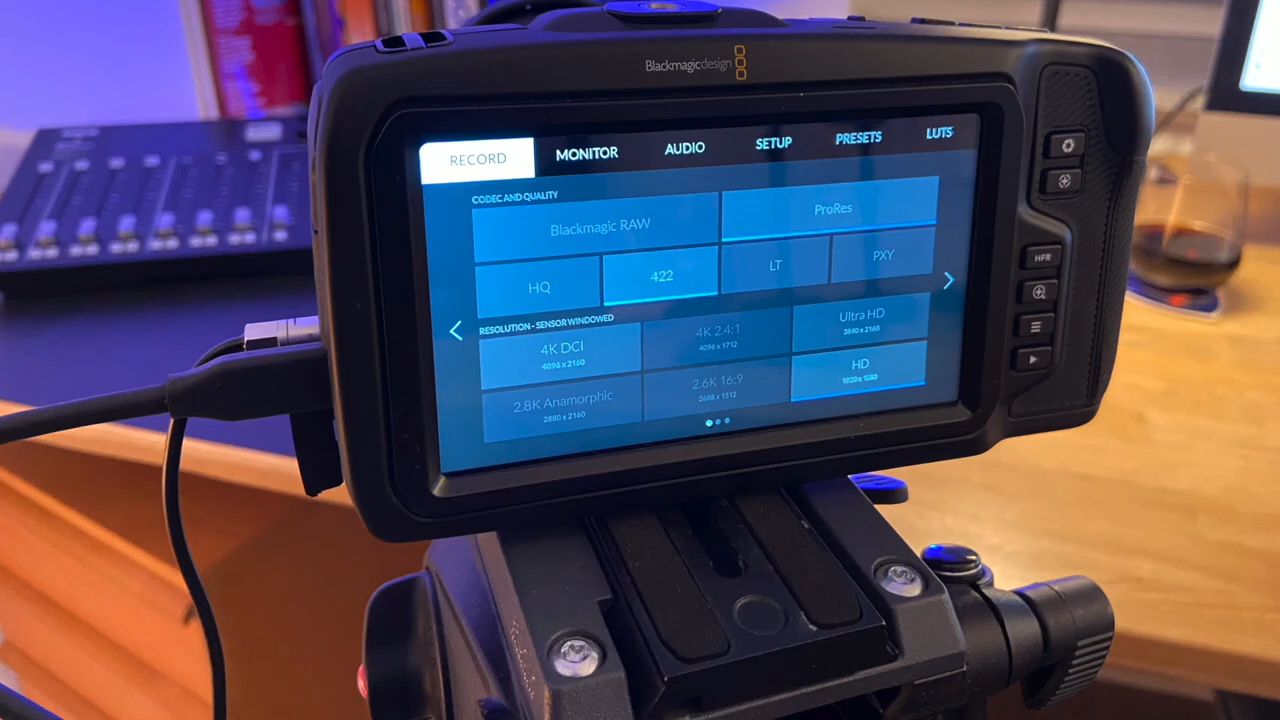 Blackmagicdesign
RECORD MONITOR AUDIO SETUP PRESETS LUTS
CODEC AND QUALITY
Blackmagic RAW ProRes
HQ 422 LT PXY
RESOLUTION - SENSOR WINDOWED
4K DCI 4K 2.4:1 Ultra HD
4096 x 2160 4096 x 1712 3840 x 2160
2.8K Anamorphic 2.6K 16:9 HD
2880 x 2160 2688 x 1512 1920 x 1080
HFR